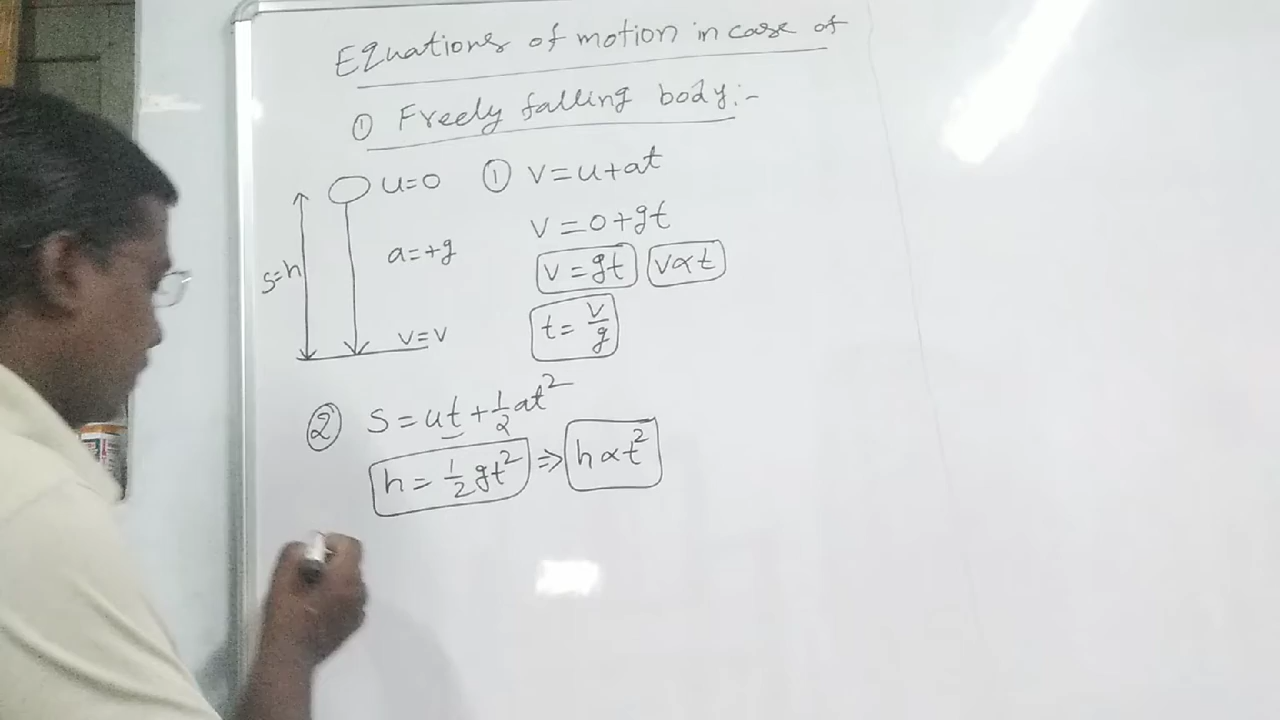 Equations of motion in case of
① Freely falling body:-
u=0
① v=u+at
v=0+gt
a=+g
s=h
v=gt v∝t
t=v/g
v=v
② S=ut+½at²
h=½gt² ⇒ h∝t²